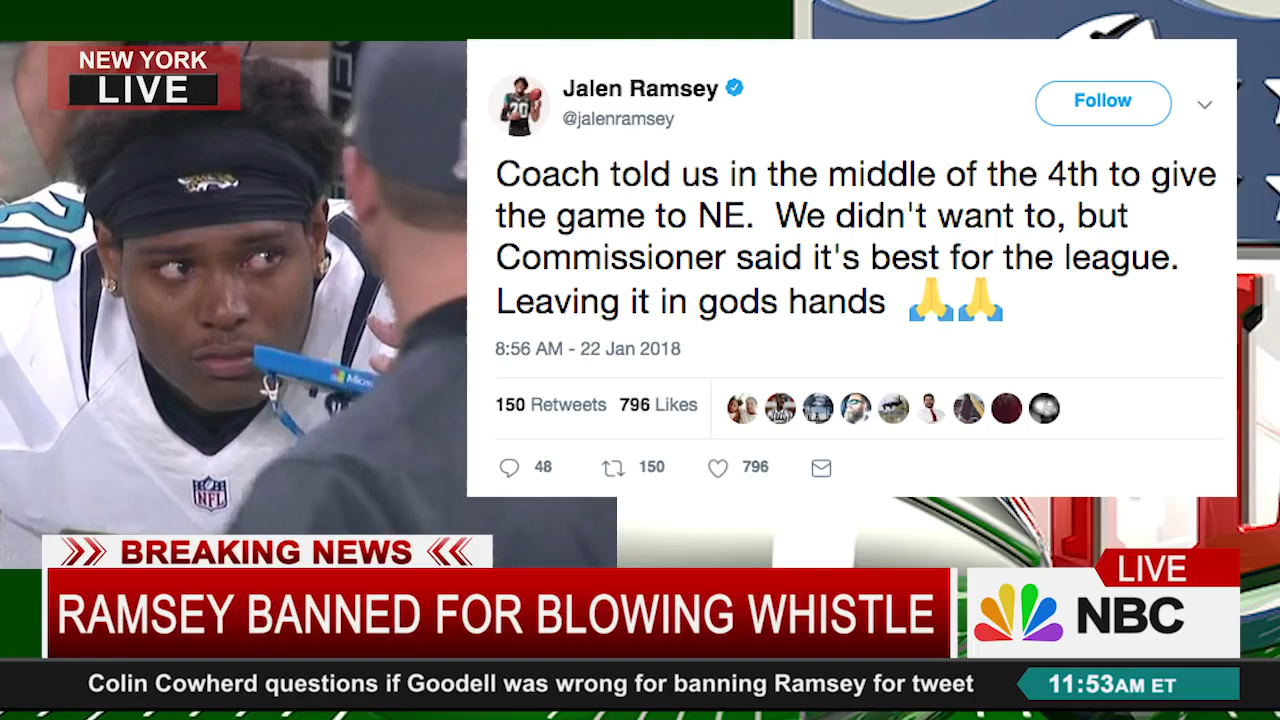 NEW YORK
LIVE
20
NFL
Jalen Ramsey
@jalenramsey
Follow
Coach told us in the middle of the 4th to give
the game to NE. We didn't want to, but
Commissioner said it's best for the league.
Leaving it in gods hands 🙏🙏
8:56 AM - 22 Jan 2018
150 Retweets 796 Likes
48 150 796
BREAKING NEWS
RAMSEY BANNED FOR BLOWING WHISTLE
LIVE
NBC
Colin Cowherd questions if Goodell was wrong for banning Ramsey for tweet
11:53AM ET